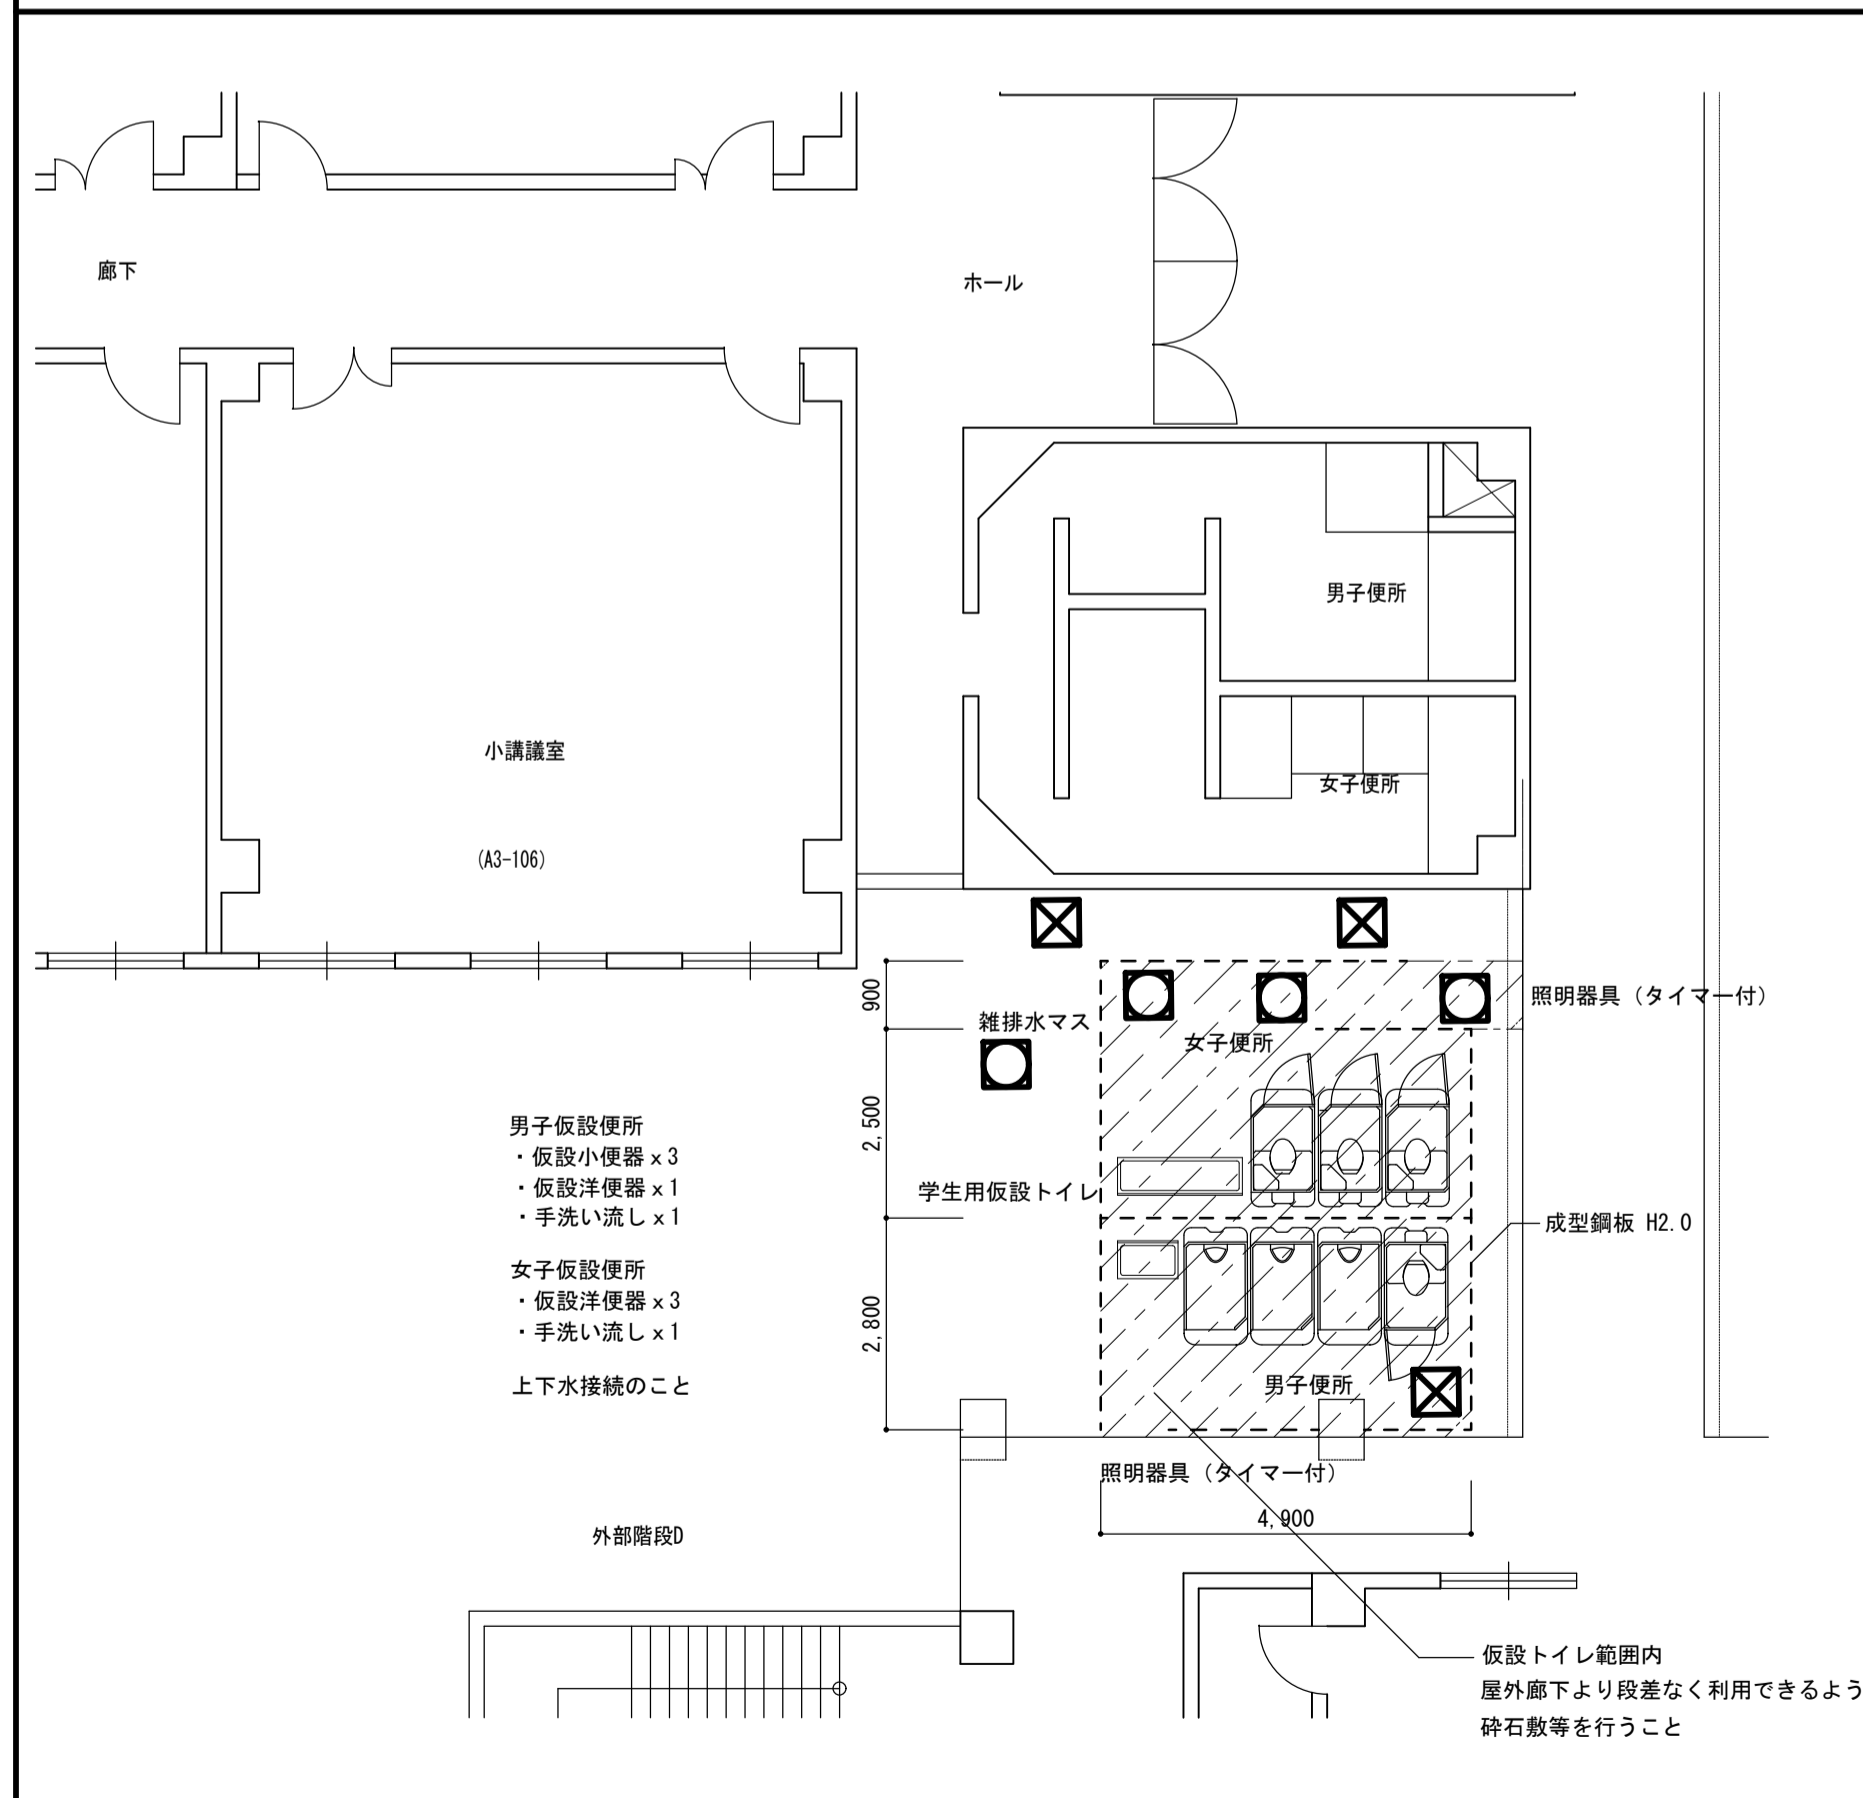 廊下
ホール
男子便所
小講議室
女子便所
(A3-106)
900
照明器具（タイマー付）
雑排水マス
女子便所
2,500
男子仮設便所
・仮設小便器ｘ3
・仮設洋便器ｘ1
・手洗い流しｘ1
学生用仮設トイレ
成型鋼板 H2.0
女子仮設便所
・仮設洋便器ｘ3
・手洗い流しｘ1
2,800
上下水接続のこと
男子便所
照明器具（タイマー付）
4,900
外部階段D
仮設トイレ範囲内
屋外廊下より段差なく利用できるよう
砕石敷等を行うこと